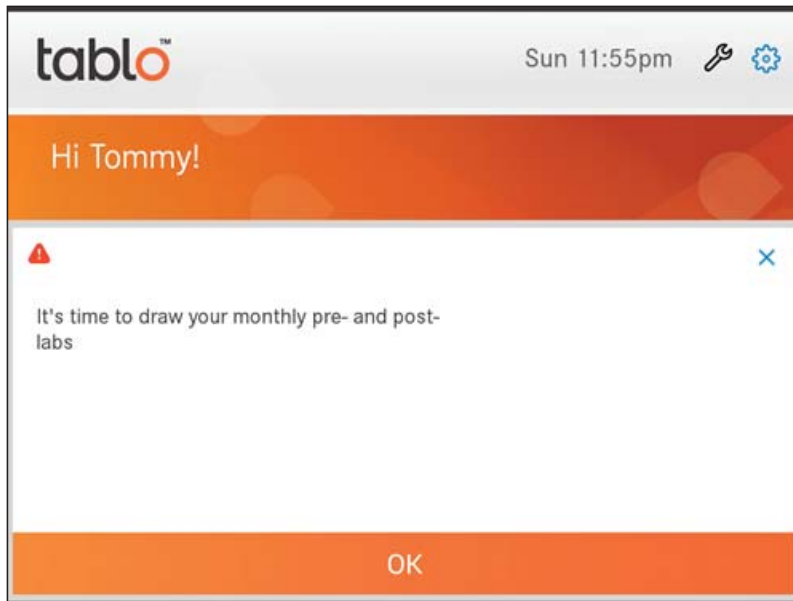 tablo™
Sun 11:55pm
Hi Tommy!
It's time to draw your monthly pre- and post-
labs
OK